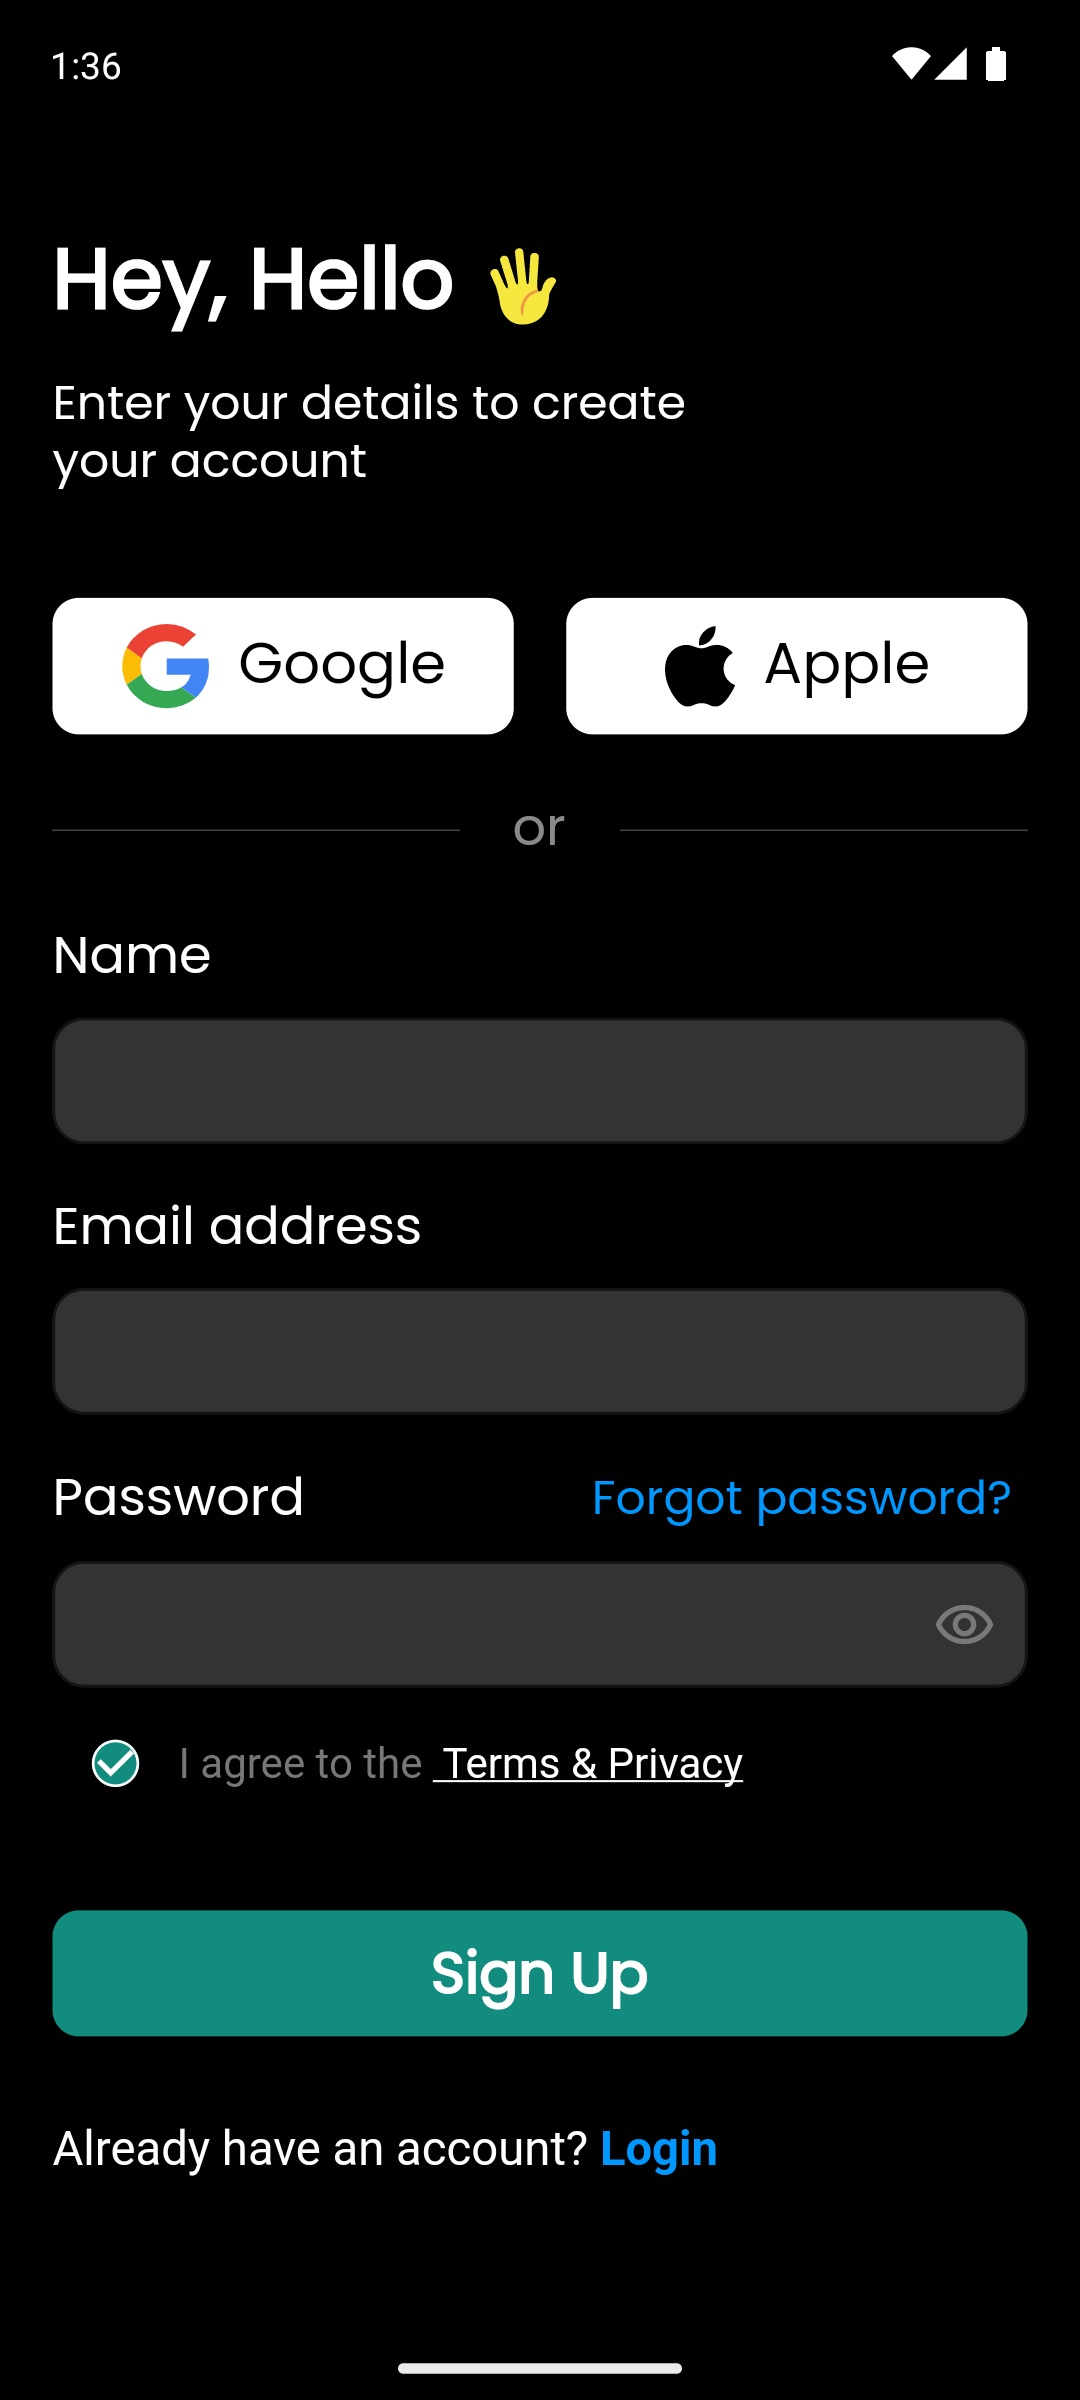 1:36
Hey, Hello 👋
Enter your details to create
your account
Google
Apple
or
Name
Email address
Password
Forgot password?
I agree to the Terms & Privacy
Sign Up
Already have an account? Login